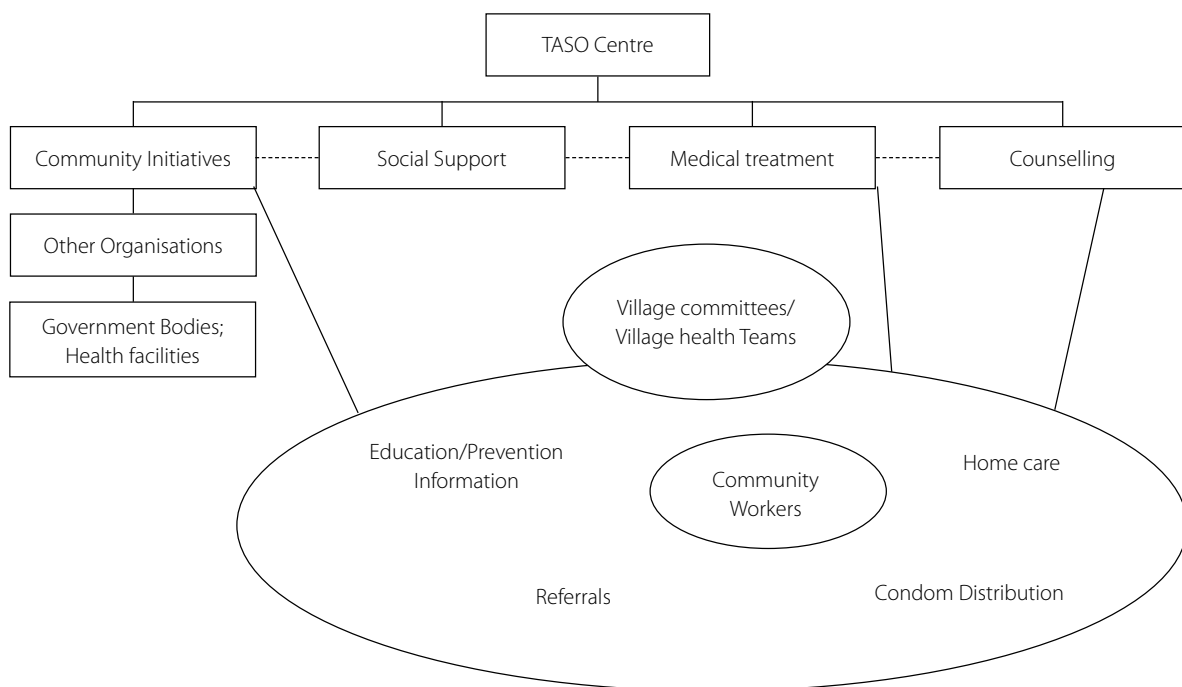 TASO Centre
Community Initiatives
Social Support
Medical treatment
Counselling
Other Organisations
Government Bodies;
Health facilities
Village committees/
Village health Teams
Education/Prevention
Information
Community
Workers
Home care
Referrals
Condom Distribution